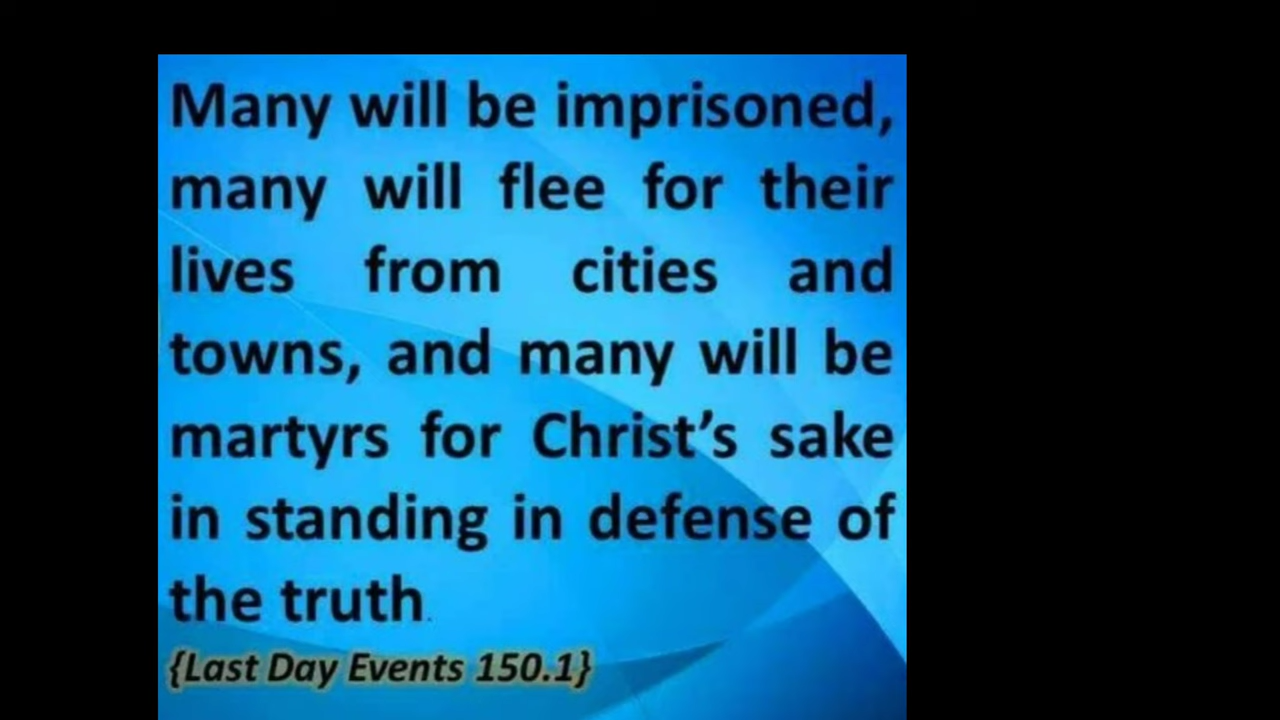 Many will be imprisoned,
many will flee for their
lives from cities and
towns, and many will be
martyrs for Christ's sake
in standing in defense of
the truth.
{Last Day Events 150.1}